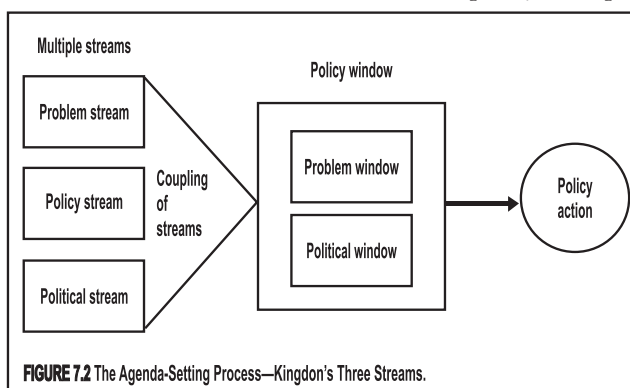 Multiple streams
Policy window
Problem stream
Policy stream
Political stream
Coupling
of
streams
Problem window
Political window
Policy
action
FIGURE 7.2 The Agenda-Setting Process—Kingdon's Three Streams.